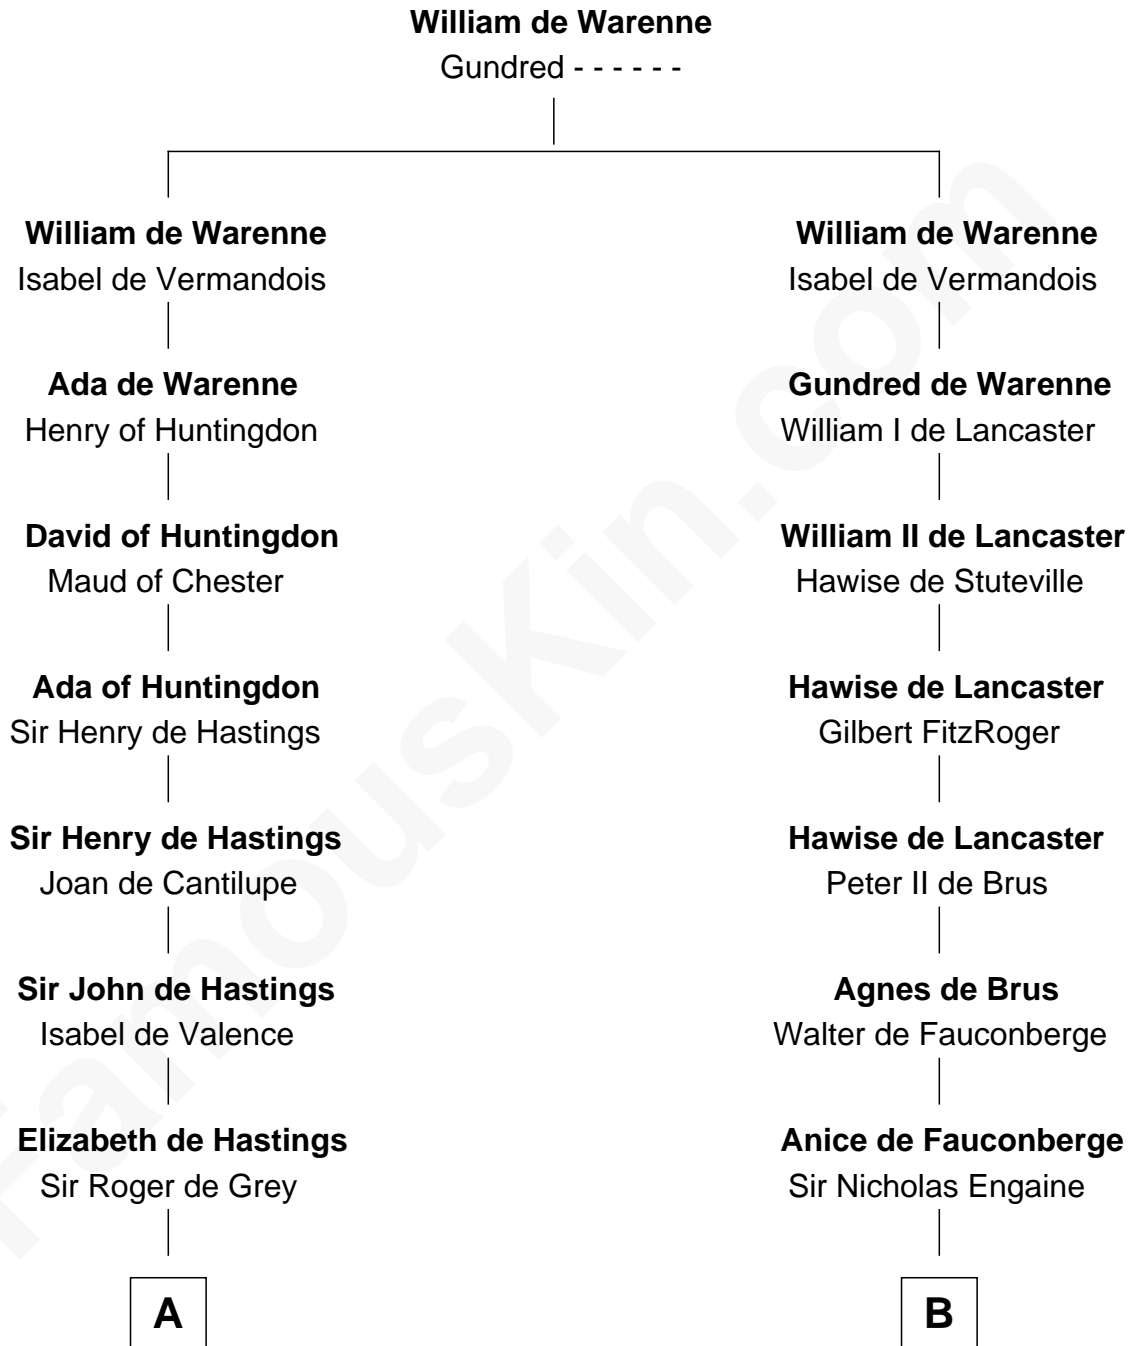 William de Warenne
Gundred - - - - - -
William de Warenne
Isabel de Vermandois
Ada de Warenne
Henry of Huntingdon
David of Huntingdon
Maud of Chester
Ada of Huntingdon
Sir Henry de Hastings
Sir Henry de Hastings
Joan de Cantilupe
Sir John de Hastings
Isabel de Valence
Elizabeth de Hastings
Sir Roger de Grey
A
William de Warenne
Isabel de Vermandois
Gundred de Warenne
William I de Lancaster
William II de Lancaster
Hawise de Stuteville
Hawise de Lancaster
Gilbert FitzRoger
Hawise de Lancaster
Peter II de Brus
Agnes de Brus
Walter de Fauconberge
Anice de Fauconberge
Sir Nicholas Engaine
B
FamousKin.com